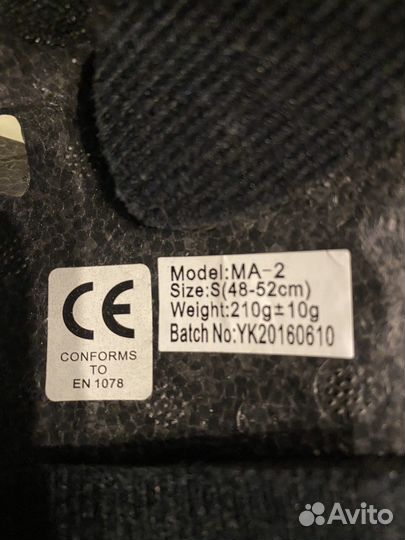 CE
CONFORMS
TO
EN 1078
Model:MA-2
Size:S(48-52cm)
Weight:210g±10g
Batch No:YK20160610
Avito